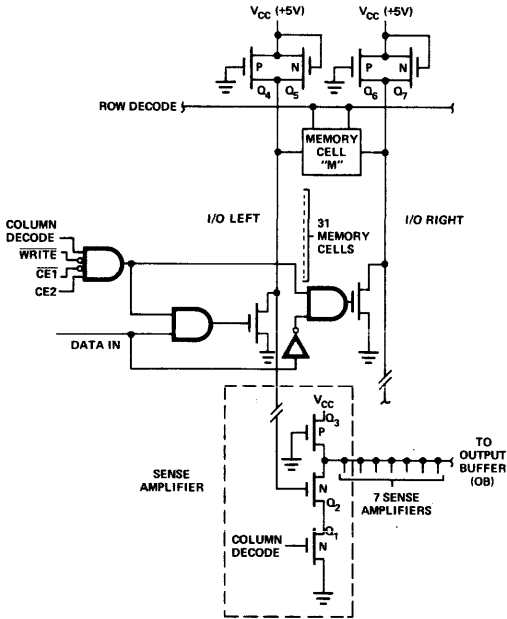 VCC (+5V)
VCC (+5V)
P
N
P
N
Q4
Q5
Q6
Q7
ROW DECODE
MEMORY
CELL
"M"
I/O LEFT
31
MEMORY
CELLS
I/O RIGHT
COLUMN
DECODE
WRITE
CE1
CE2
DATA IN
VCC
Q3
P
TO
OUTPUT
BUFFER
(OB)
SENSE
AMPLIFIER
N
Q2
7 SENSE
AMPLIFIERS
COLUMN
DECODE
Q1
N